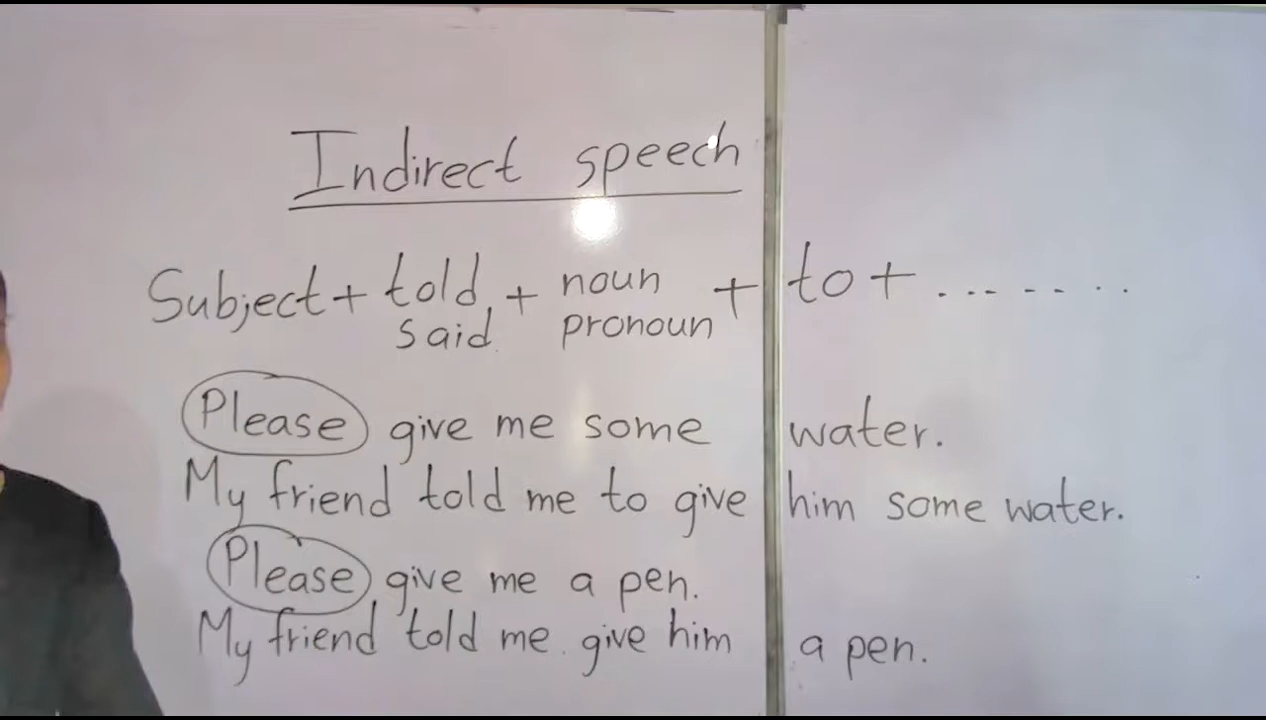 Indirect speech
Subject + told + noun + to + .......
said pronoun
Please give me some water.
My friend told me to give him some water.
Please give me a pen.
My friend told me give him a pen.